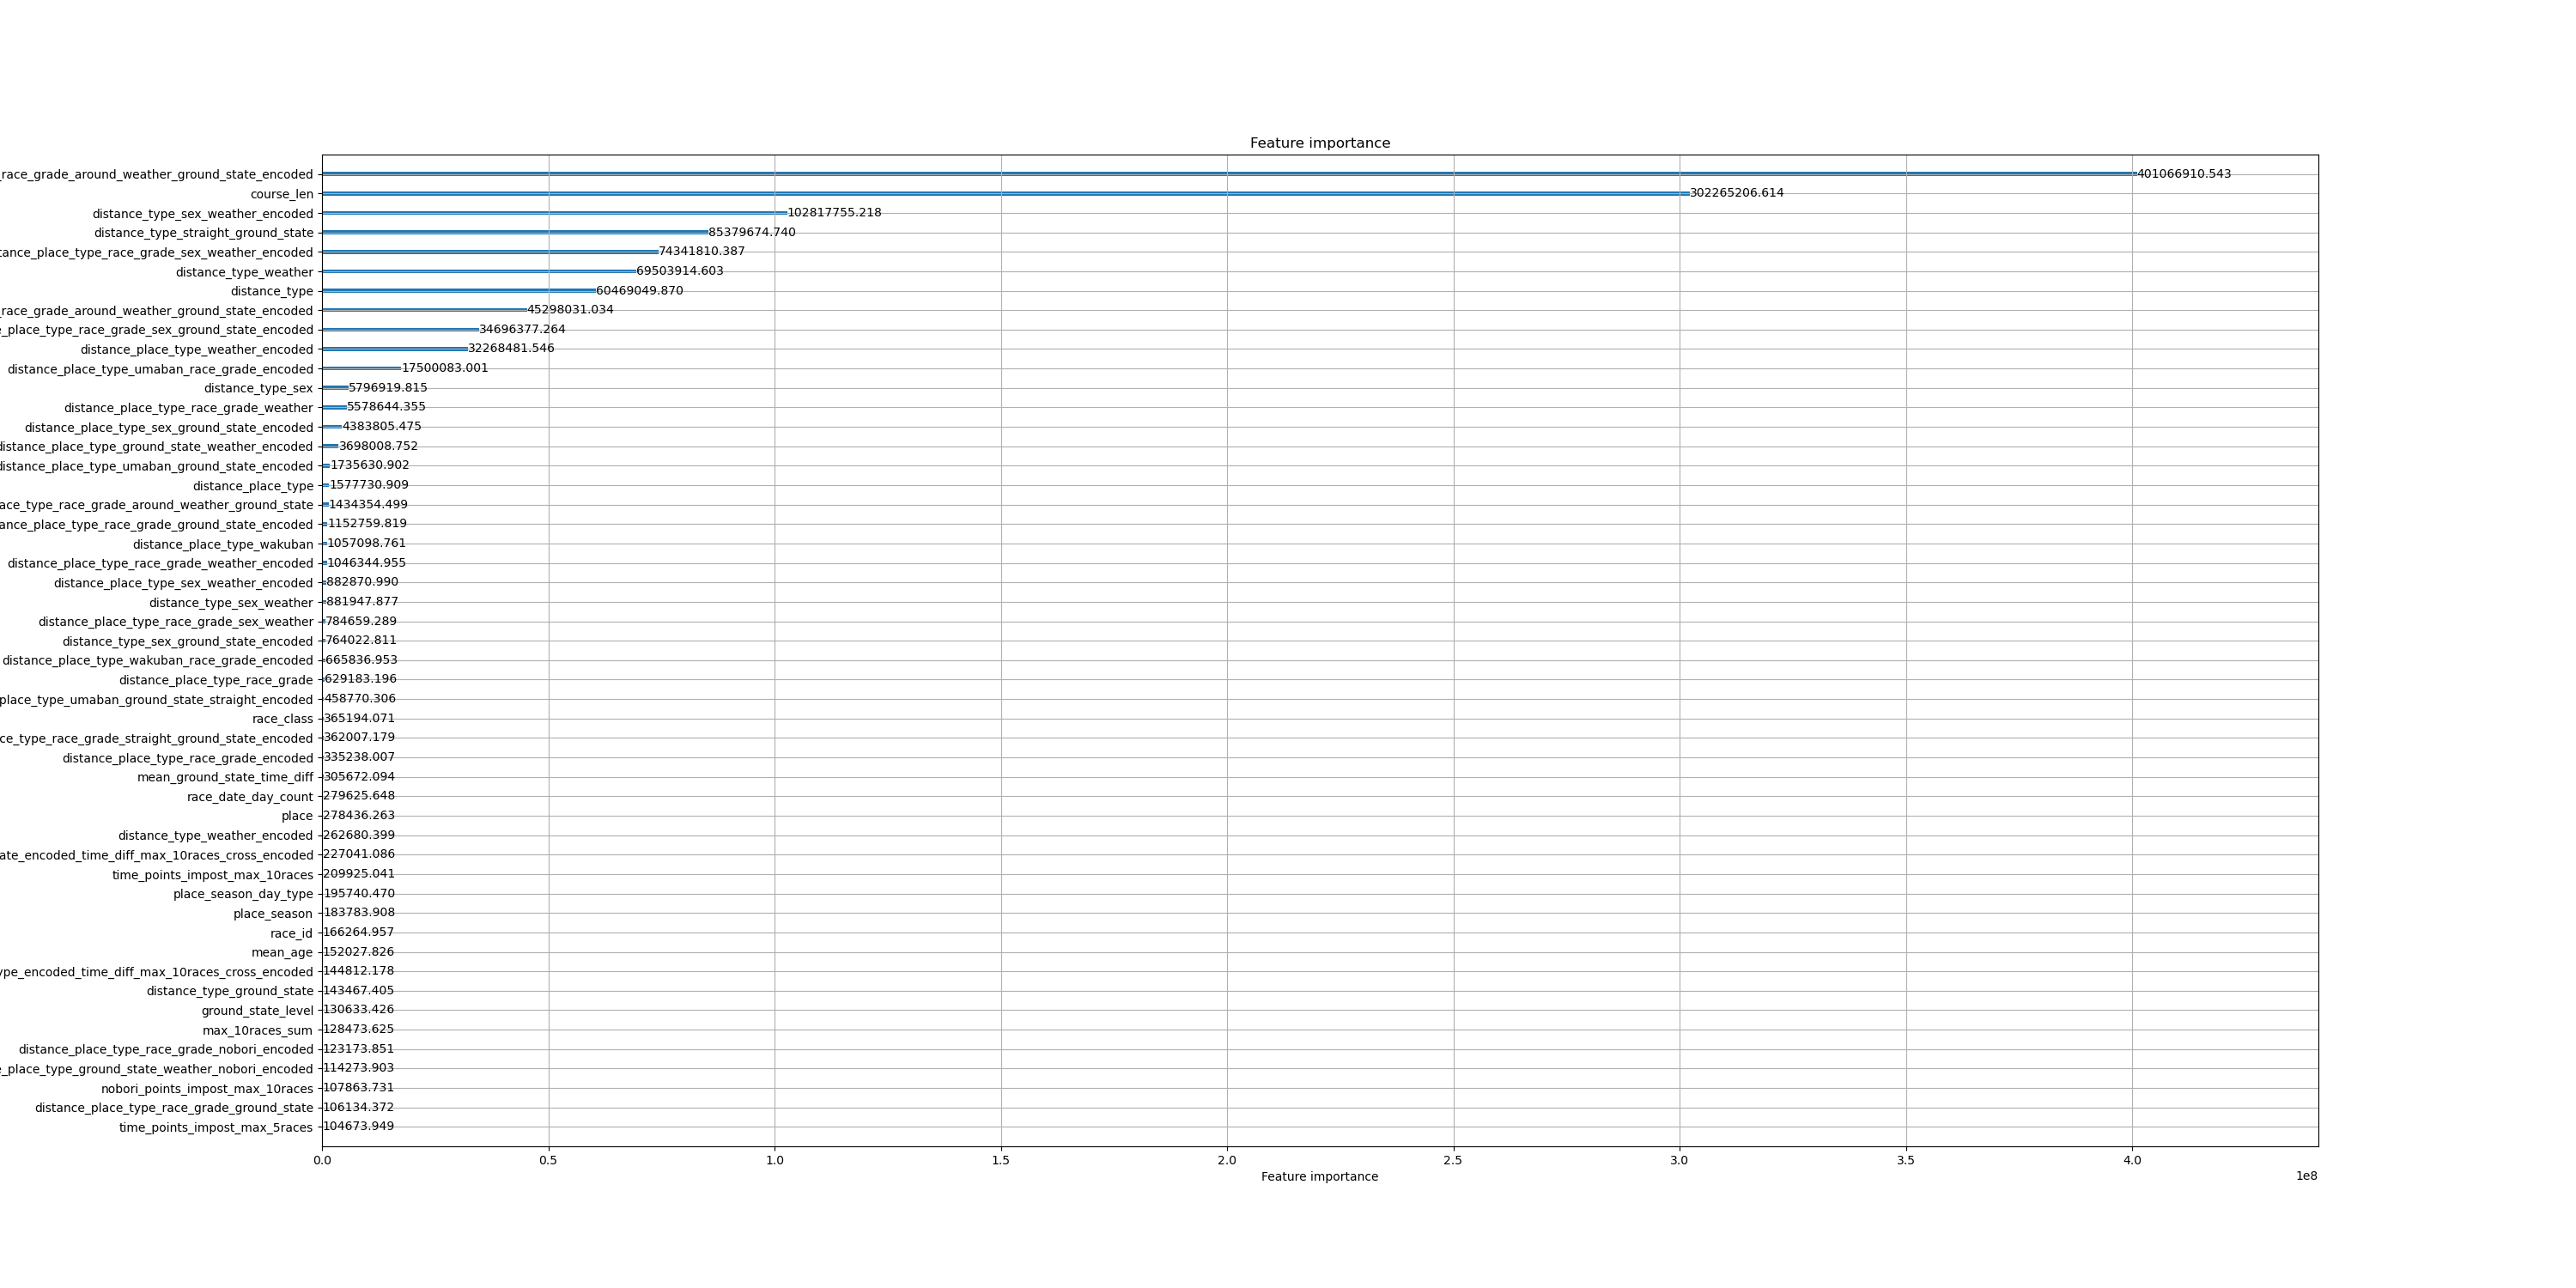 Feature importance
race_grade_around_weather_ground_state_encoded 401066910.543
course_len 302265206.614
distance_type_sex_weather_encoded 102817755.218
distance_type_straight_ground_state 85379674.740
tance_place_type_race_grade_sex_weather_encoded 74341810.387
distance_type_weather 69503914.603
distance_type 60469049.870
race_grade_around_weather_ground_state_encoded 45298031.034
_place_type_race_grade_sex_ground_state_encoded 34696377.264
distance_place_type_weather_encoded 32268481.546
distance_place_type_umaban_race_grade_encoded 17500083.001
distance_type_sex 5796919.815
distance_place_type_race_grade_weather 5578644.355
distance_place_type_sex_ground_state_encoded 4383805.475
distance_place_type_ground_state_weather_encoded 3698008.752
distance_place_type_umaban_ground_state_encoded 1735630.902
distance_place_type 1577730.909
ace_type_race_grade_around_weather_ground_state 1434354.499
ance_place_type_race_grade_ground_state_encoded 1152759.819
distance_place_type_wakuban 1057098.761
distance_place_type_race_grade_weather_encoded 1046344.955
distance_place_type_sex_weather_encoded 882870.990
distance_type_sex_weather 881947.877
distance_place_type_race_grade_sex_weather 784659.289
distance_type_sex_ground_state_encoded 764022.811
distance_place_type_wakuban_race_grade_encoded 665836.953
distance_place_type_race_grade 629183.196
place_type_umaban_ground_state_straight_encoded 458770.306
race_class 365194.071
ce_type_race_grade_straight_ground_state_encoded 362007.179
distance_place_type_race_grade_encoded 335238.007
mean_ground_state_time_diff 305672.094
race_date_day_count 279625.648
place 278436.263
distance_type_weather_encoded 262680.399
ate_encoded_time_diff_max_10races_cross_encoded 227041.086
time_points_impost_max_10races 209925.041
place_season_day_type 195740.470
place_season 183783.908
race_id 166264.957
mean_age 152027.826
ype_encoded_time_diff_max_10races_cross_encoded 144812.178
distance_type_ground_state 143467.405
ground_state_level 130633.426
max_10races_sum 128473.625
distance_place_type_race_grade_nobori_encoded 123173.851
_place_type_ground_state_weather_nobori_encoded 114273.903
nobori_points_impost_max_10races 107863.731
distance_place_type_race_grade_ground_state 106134.372
time_points_impost_max_5races 104673.949
0.0 0.5 1.0 1.5 2.0 2.5 3.0 3.5 4.0
Feature importance
1e8